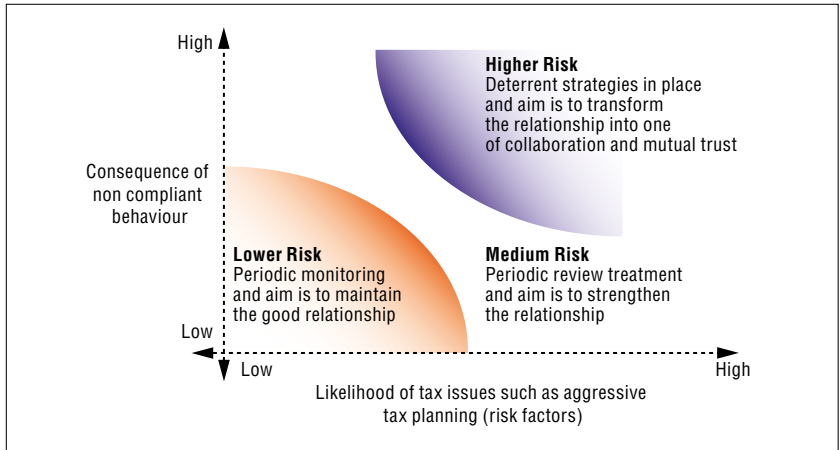 High
Higher Risk
Deterrent strategies in place
and aim is to transform
the relationship into one
of collaboration and mutual trust
Consequence of
non compliant
behaviour
Lower Risk
Periodic monitoring
and aim is to maintain
the good relationship
Medium Risk
Periodic review treatment
and aim is to strengthen
the relationship
Low
Low
High
Likelihood of tax issues such as aggressive
tax planning (risk factors)